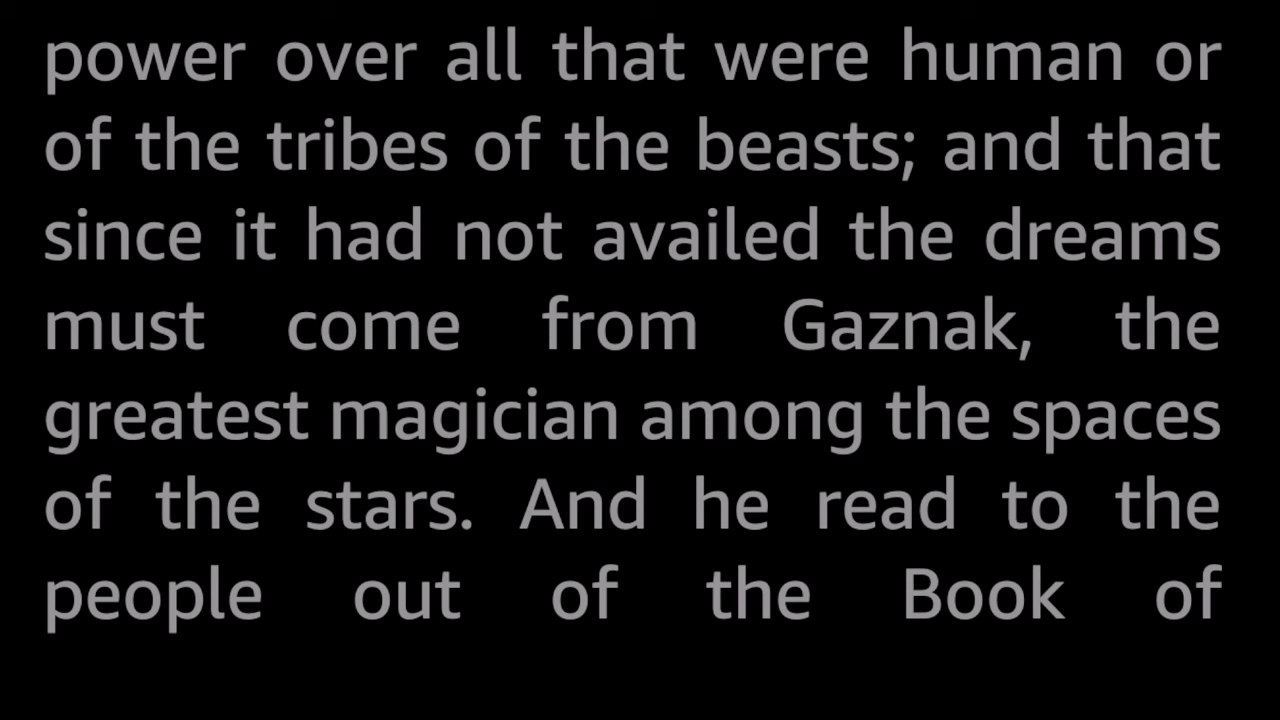 power over all that were human or
of the tribes of the beasts; and that
since it had not availed the dreams
must come from Gaznak, the
greatest magician among the spaces
of the stars. And he read to the
people out of the Book of